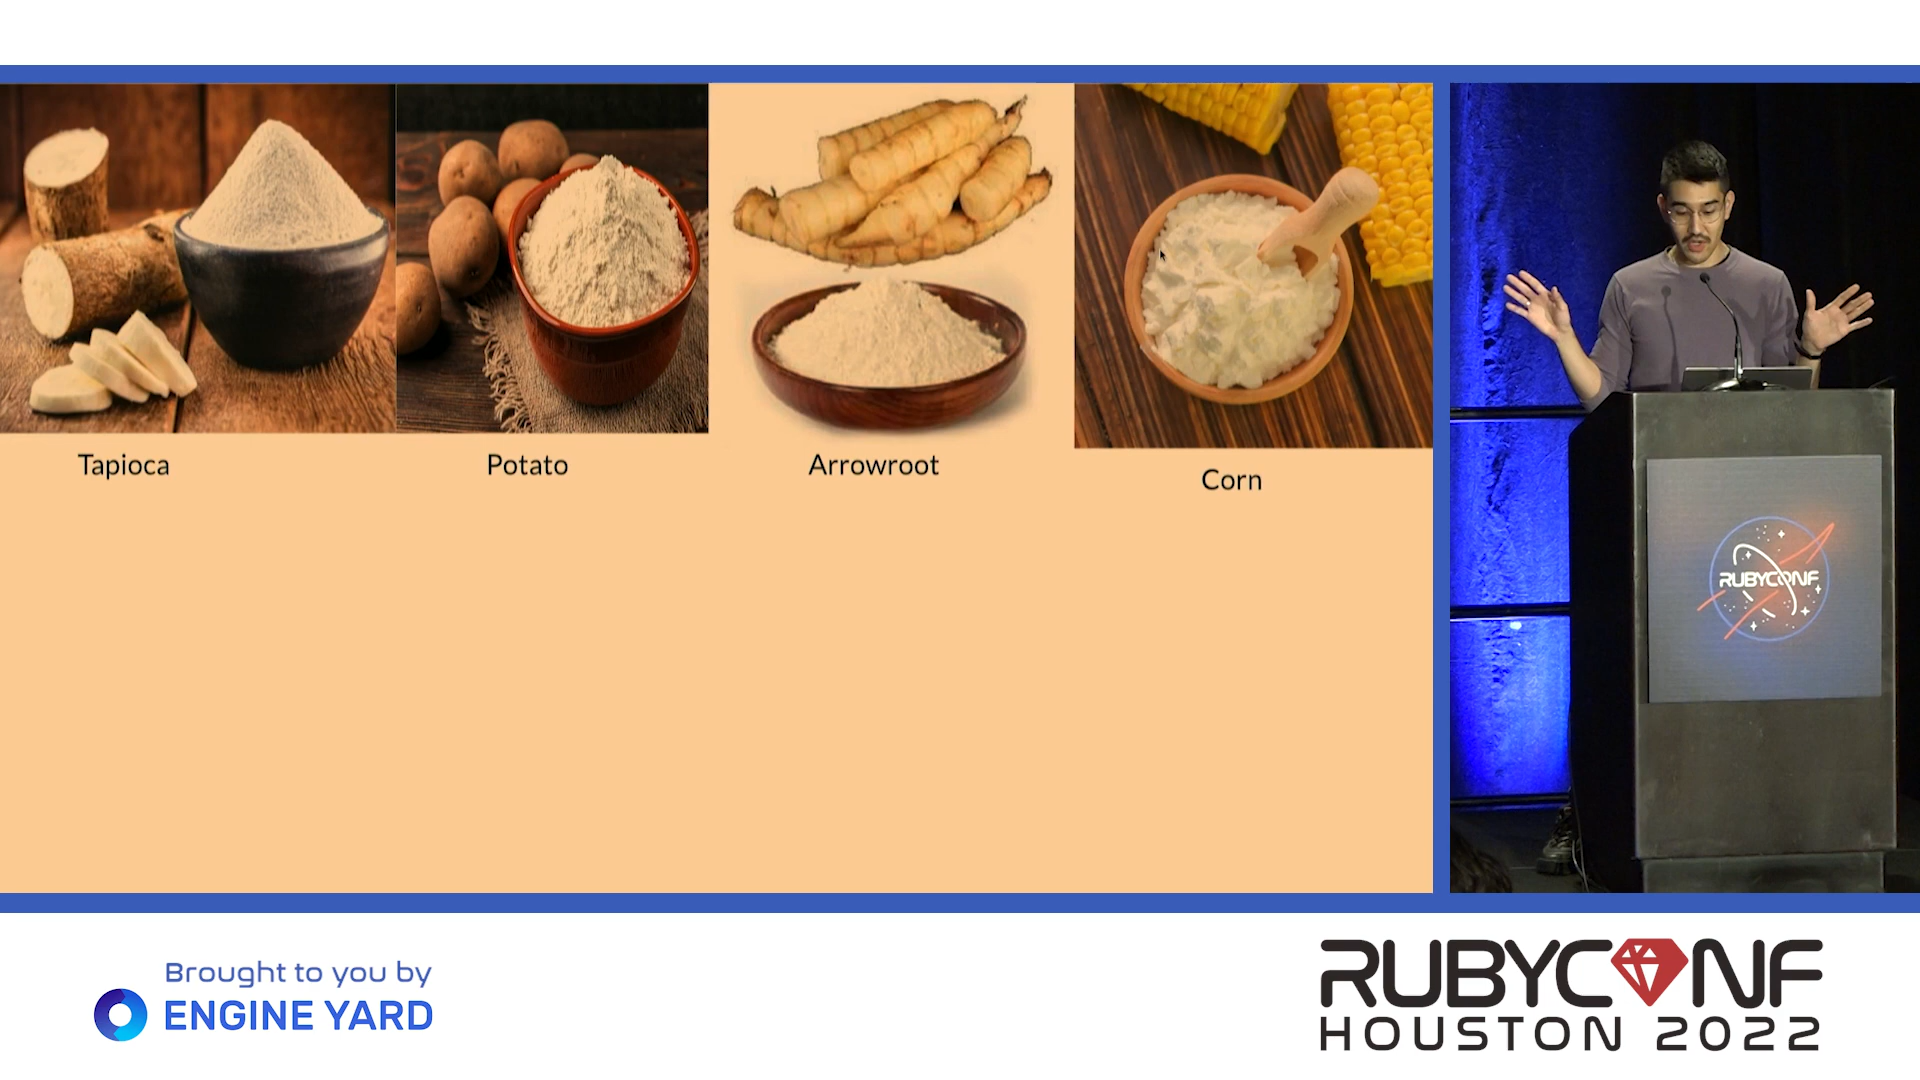 Tapioca
Potato
Arrowroot
Corn
RUBYCONF
Brought to you by
ENGINE YARD
RUBYCONF
HOUSTON 2022